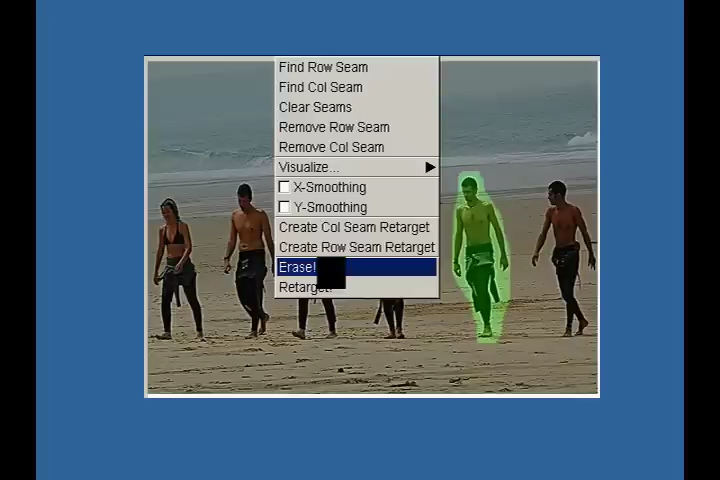 Find Row Seam
Find Col Seam
Clear Seams
Remove Row Seam
Remove Col Seam
Visualize...
X-Smoothing
Y-Smoothing
Create Col Seam Retarget
Create Row Seam Retarget
Erase!
Retarget!